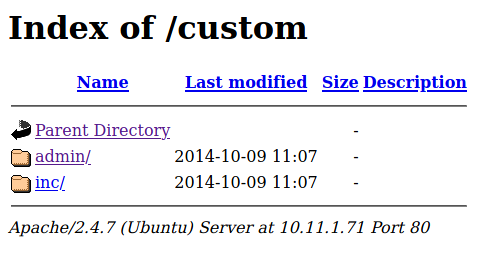 Index of /custom
Name Last modified Size Description
Parent Directory -
admin/ 2014-10-09 11:07 -
inc/ 2014-10-09 11:07 -
Apache/2.4.7 (Ubuntu) Server at 10.11.1.71 Port 80